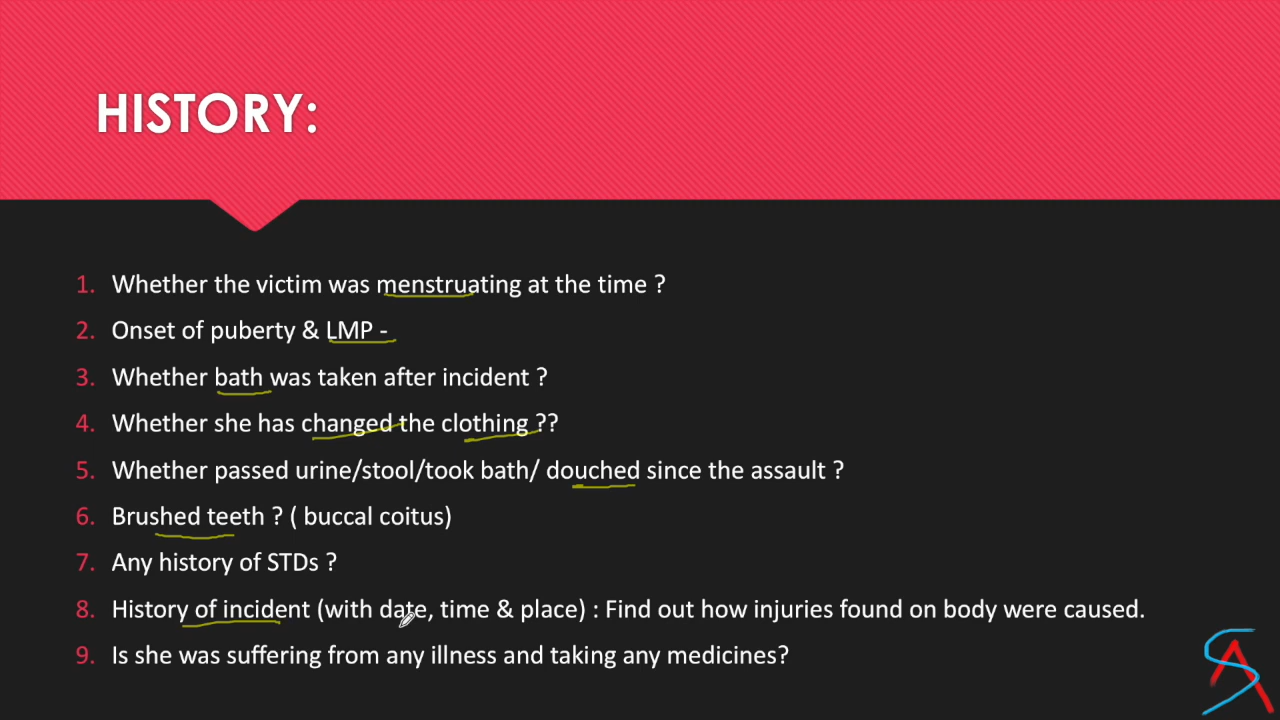 HISTORY:
1. Whether the victim was menstruating at the time ?
2. Onset of puberty & LMP -
3. Whether bath was taken after incident ?
4. Whether she has changed the clothing ??
5. Whether passed urine/stool/took bath/ douched since the assault ?
6. Brushed teeth ? ( buccal coitus)
7. Any history of STDs ?
8. History of incident (with date, time & place) : Find out how injuries found on body were caused.
9. Is she was suffering from any illness and taking any medicines?
SA